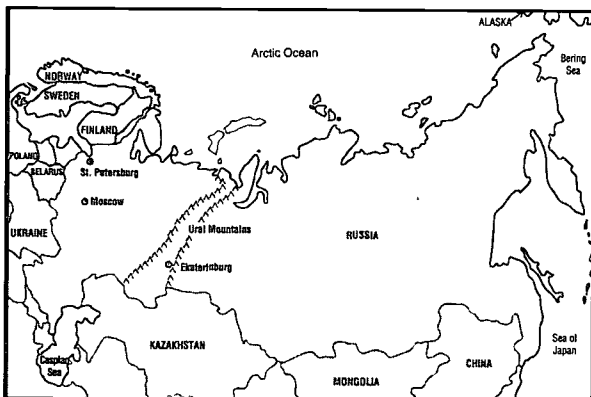 ALASKA
Arctic Ocean
Bering
Sea
NORWAY
SWEDEN
FINLAND
POLAND
BELARUS
St. Petersburg
Moscow
UKRAINE
Ural Mountains
RUSSIA
Ekaterinburg
KAZAKHSTAN
Caspian
Sea
MONGOLIA
CHINA
Sea of
Japan